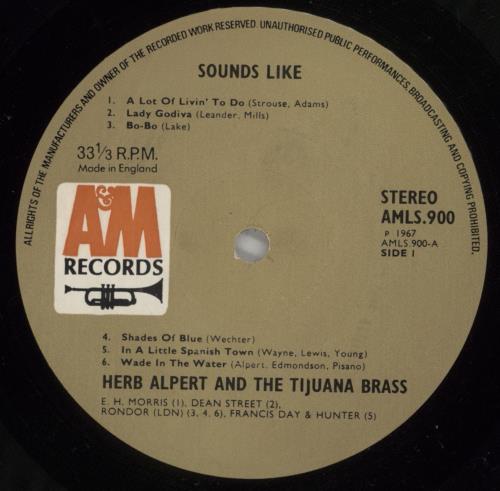 ALL RIGHTS OF THE MANUFACTURERS AND OWNER OF THE RECORDED WORK RESERVED. UNAUTHORISED PUBLIC PERFORMANCES, BROADCASTING AND COPYING PROHIBITED.
SOUNDS LIKE
1. A Lot Of Livin' To Do (Strouse, Adams)
2. Lady Godiva (Leander, Mills)
3. Bo-Bo (Lake)
33⅓ R.P.M.
Made in England
A&M
RECORDS
STEREO
AMLS.900
P 1967
AMLS.900-A
SIDE 1
4. Shades Of Blue (Wechter)
5. In A Little Spanish Town (Wayne, Lewis, Young)
6. Wade In The Water (Alpert, Edmondson, Pisano)
HERB ALPERT AND THE TIJUANA BRASS
E. H. MORRIS (1), DEAN STREET (2),
RONDOR (LDN) (3, 4, 6), FRANCIS DAY & HUNTER (5)